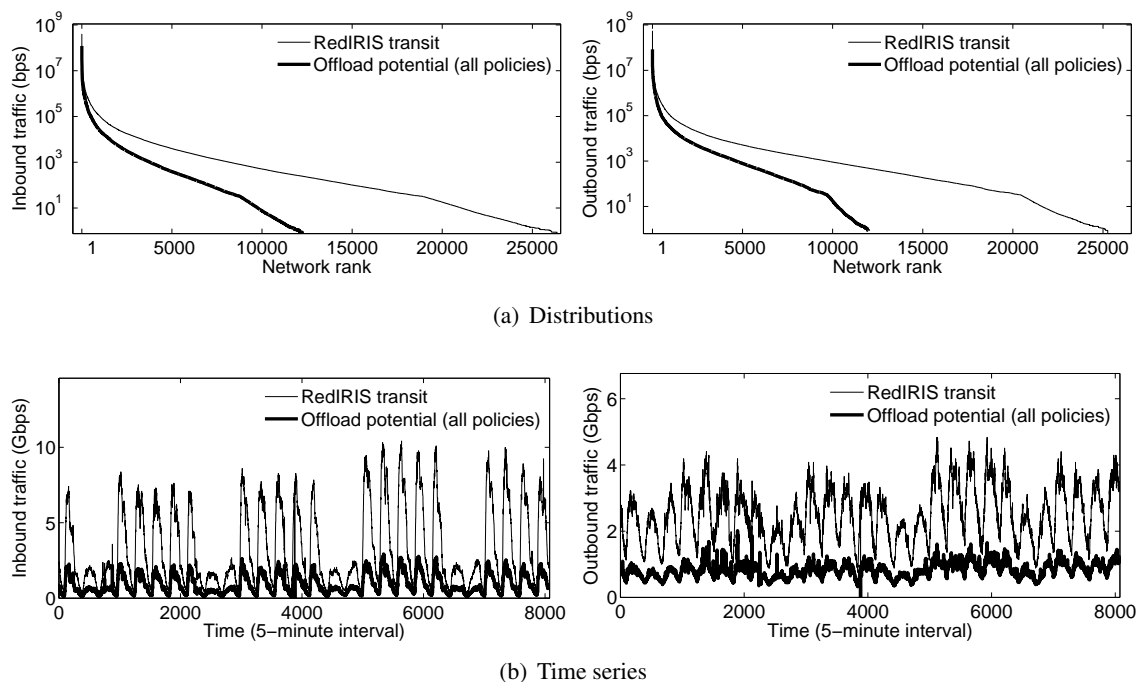 10^9
10^7
10^5
10^3
10^1
Inbound traffic (bps)
RedIRIS transit
Offload potential (all policies)
1 5000 10000 15000 20000 25000
Network rank
10^9
10^7
10^5
10^3
10^1
Outbound traffic (bps)
RedIRIS transit
Offload potential (all policies)
1 5000 10000 15000 20000 25000
Network rank
(a) Distributions
10
5
0
Inbound traffic (Gbps)
RedIRIS transit
Offload potential (all policies)
0 2000 4000 6000 8000
Time (5−minute interval)
6
4
2
0
Outbound traffic (Gbps)
RedIRIS transit
Offload potential (all policies)
0 2000 4000 6000 8000
Time (5−minute interval)
(b) Time series